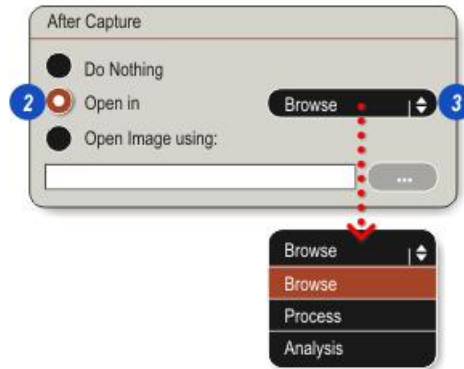 After Capture
Do Nothing
2 Open in Browse 3
Open Image using:
...
Browse
Browse
Process
Analysis